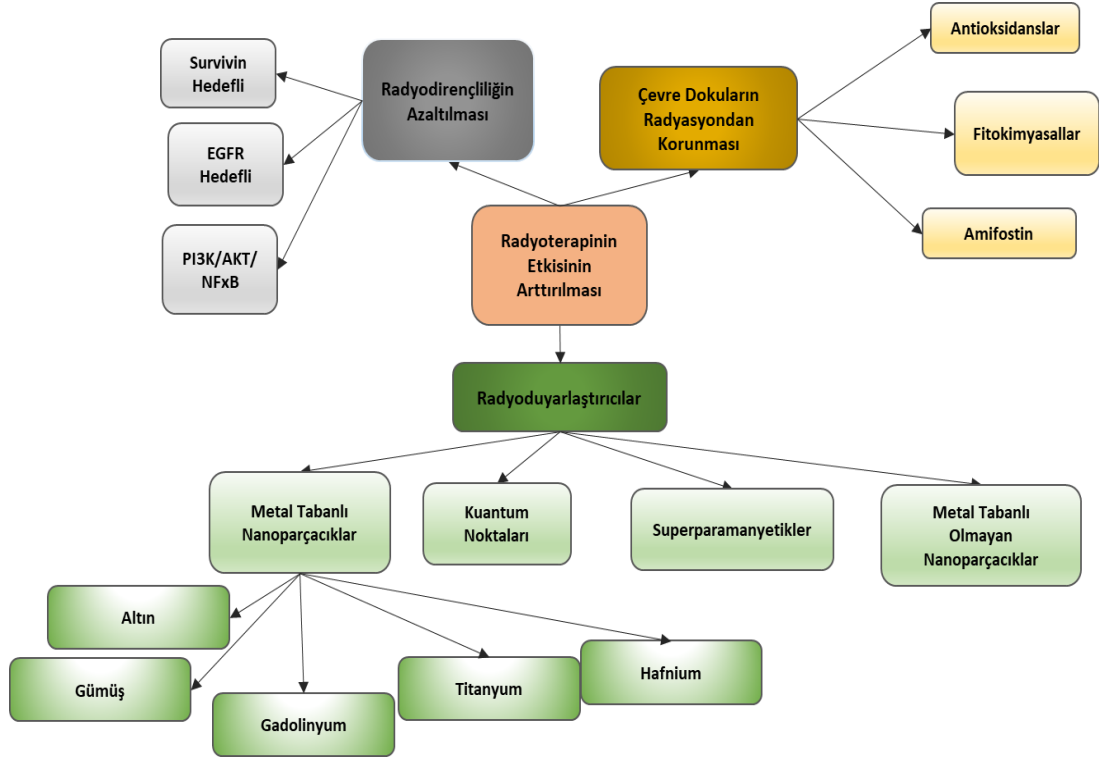 Survivin
Hedefli
EGFR
Hedefli
PI3K/AKT/
NFxB
Radyodirençliliğin
Azaltılması
Çevre Dokuların
Radyasyondan
Korunması
Antioksidanslar
Fitokimyasallar
Amifostin
Radyoterapinin
Etkisinin
Arttırılması
Radyoduyarlaştırıcılar
Metal Tabanlı
Nanoparçacıklar
Kuantum
Noktaları
Superparamanyetikler
Metal Tabanlı
Olmayan
Nanoparçacıklar
Altın
Gümüş
Gadolinyum
Titanyum
Hafnium